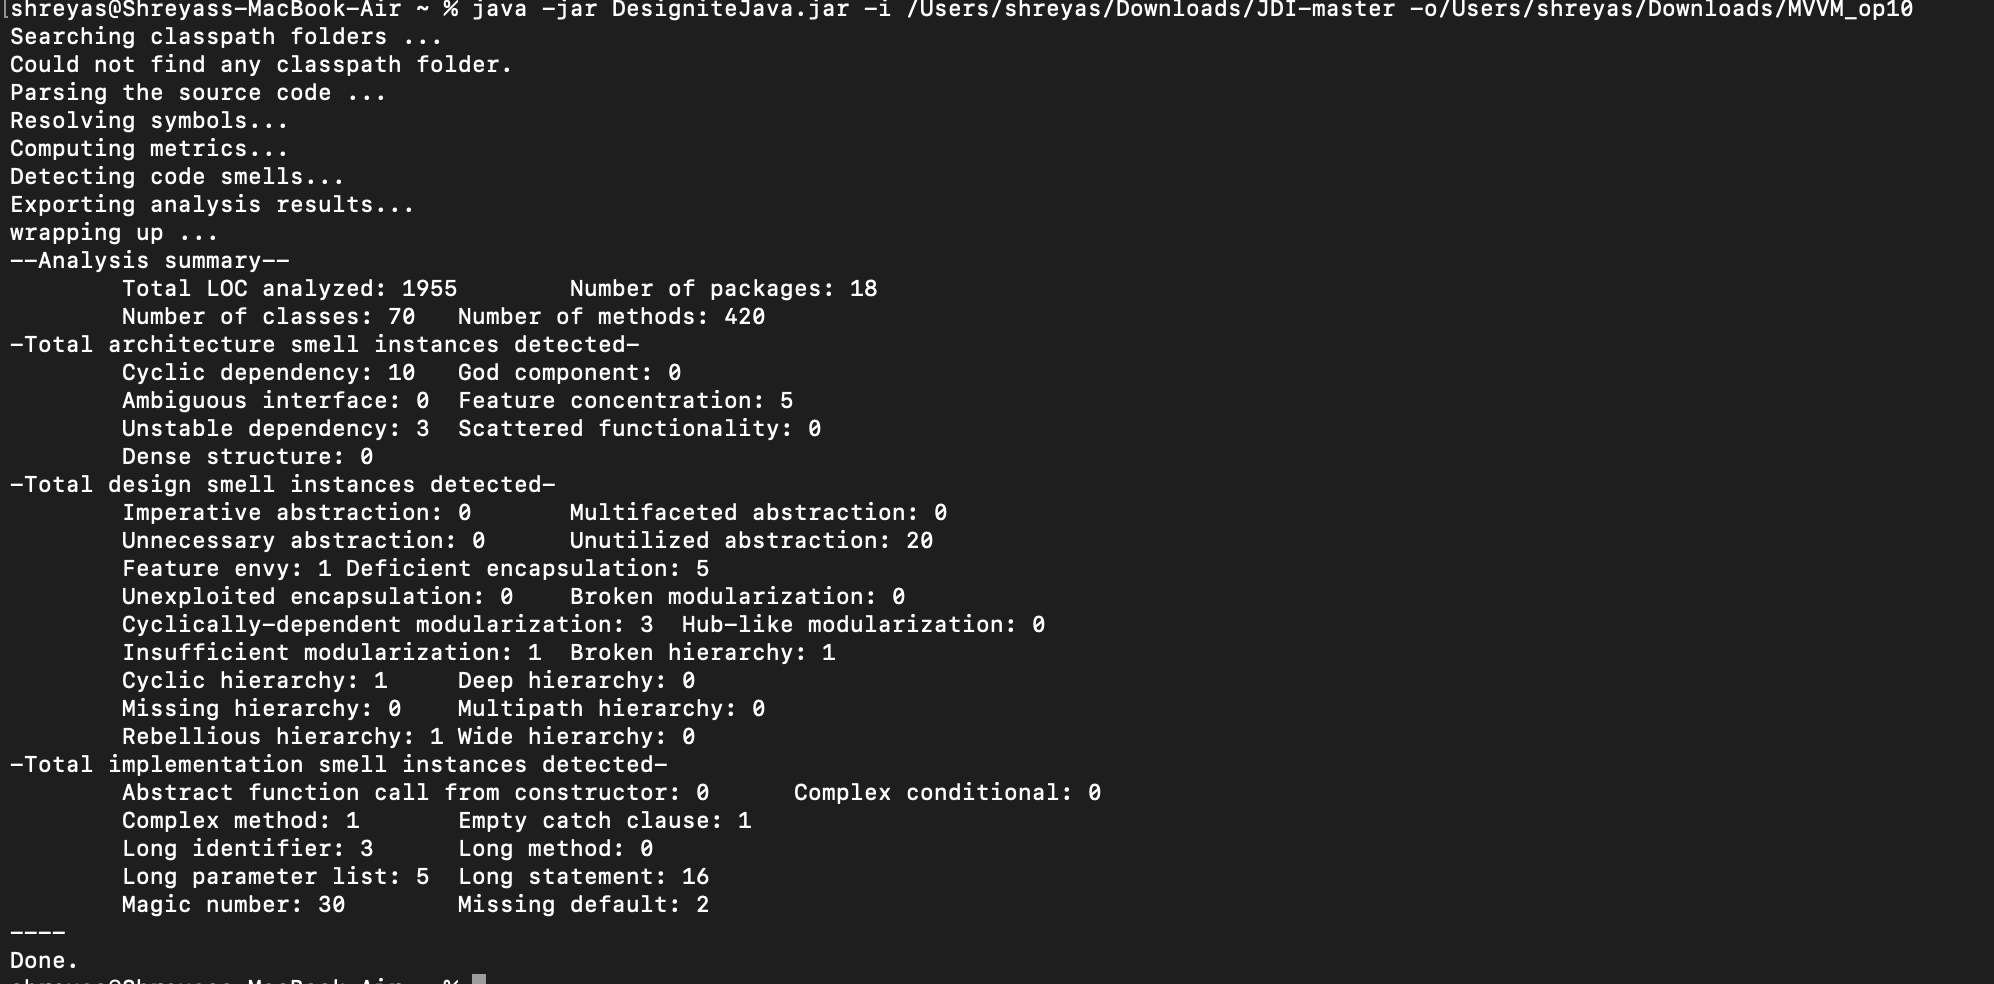 shreyas@Shreyass-MacBook-Air ~ % java -jar DesigniteJava.jar -i /Users/shreyas/Downloads/JDI-master -o/Users/shreyas/Downloads/MVVM_op10
Searching classpath folders ...
Could not find any classpath folder.
Parsing the source code ...
Resolving symbols...
Computing metrics...
Detecting code smells...
Exporting analysis results...
wrapping up ...
--Analysis summary--
Total LOC analyzed: 1955 Number of packages: 18
Number of classes: 70 Number of methods: 420
-Total architecture smell instances detected-
Cyclic dependency: 10 God component: 0
Ambiguous interface: 0 Feature concentration: 5
Unstable dependency: 3 Scattered functionality: 0
Dense structure: 0
-Total design smell instances detected-
Imperative abstraction: 0 Multifaceted abstraction: 0
Unnecessary abstraction: 0 Unutilized abstraction: 20
Feature envy: 1 Deficient encapsulation: 5
Unexploited encapsulation: 0 Broken modularization: 0
Cyclically-dependent modularization: 3 Hub-like modularization: 0
Insufficient modularization: 1 Broken hierarchy: 1
Cyclic hierarchy: 1 Deep hierarchy: 0
Missing hierarchy: 0 Multipath hierarchy: 0
Rebellious hierarchy: 1 Wide hierarchy: 0
-Total implementation smell instances detected-
Abstract function call from constructor: 0 Complex conditional: 0
Complex method: 1 Empty catch clause: 1
Long identifier: 3 Long method: 0
Long parameter list: 5 Long statement: 16
Magic number: 30 Missing default: 2
----
Done.
shreyas@Shreyass-MacBook-Air ~ %